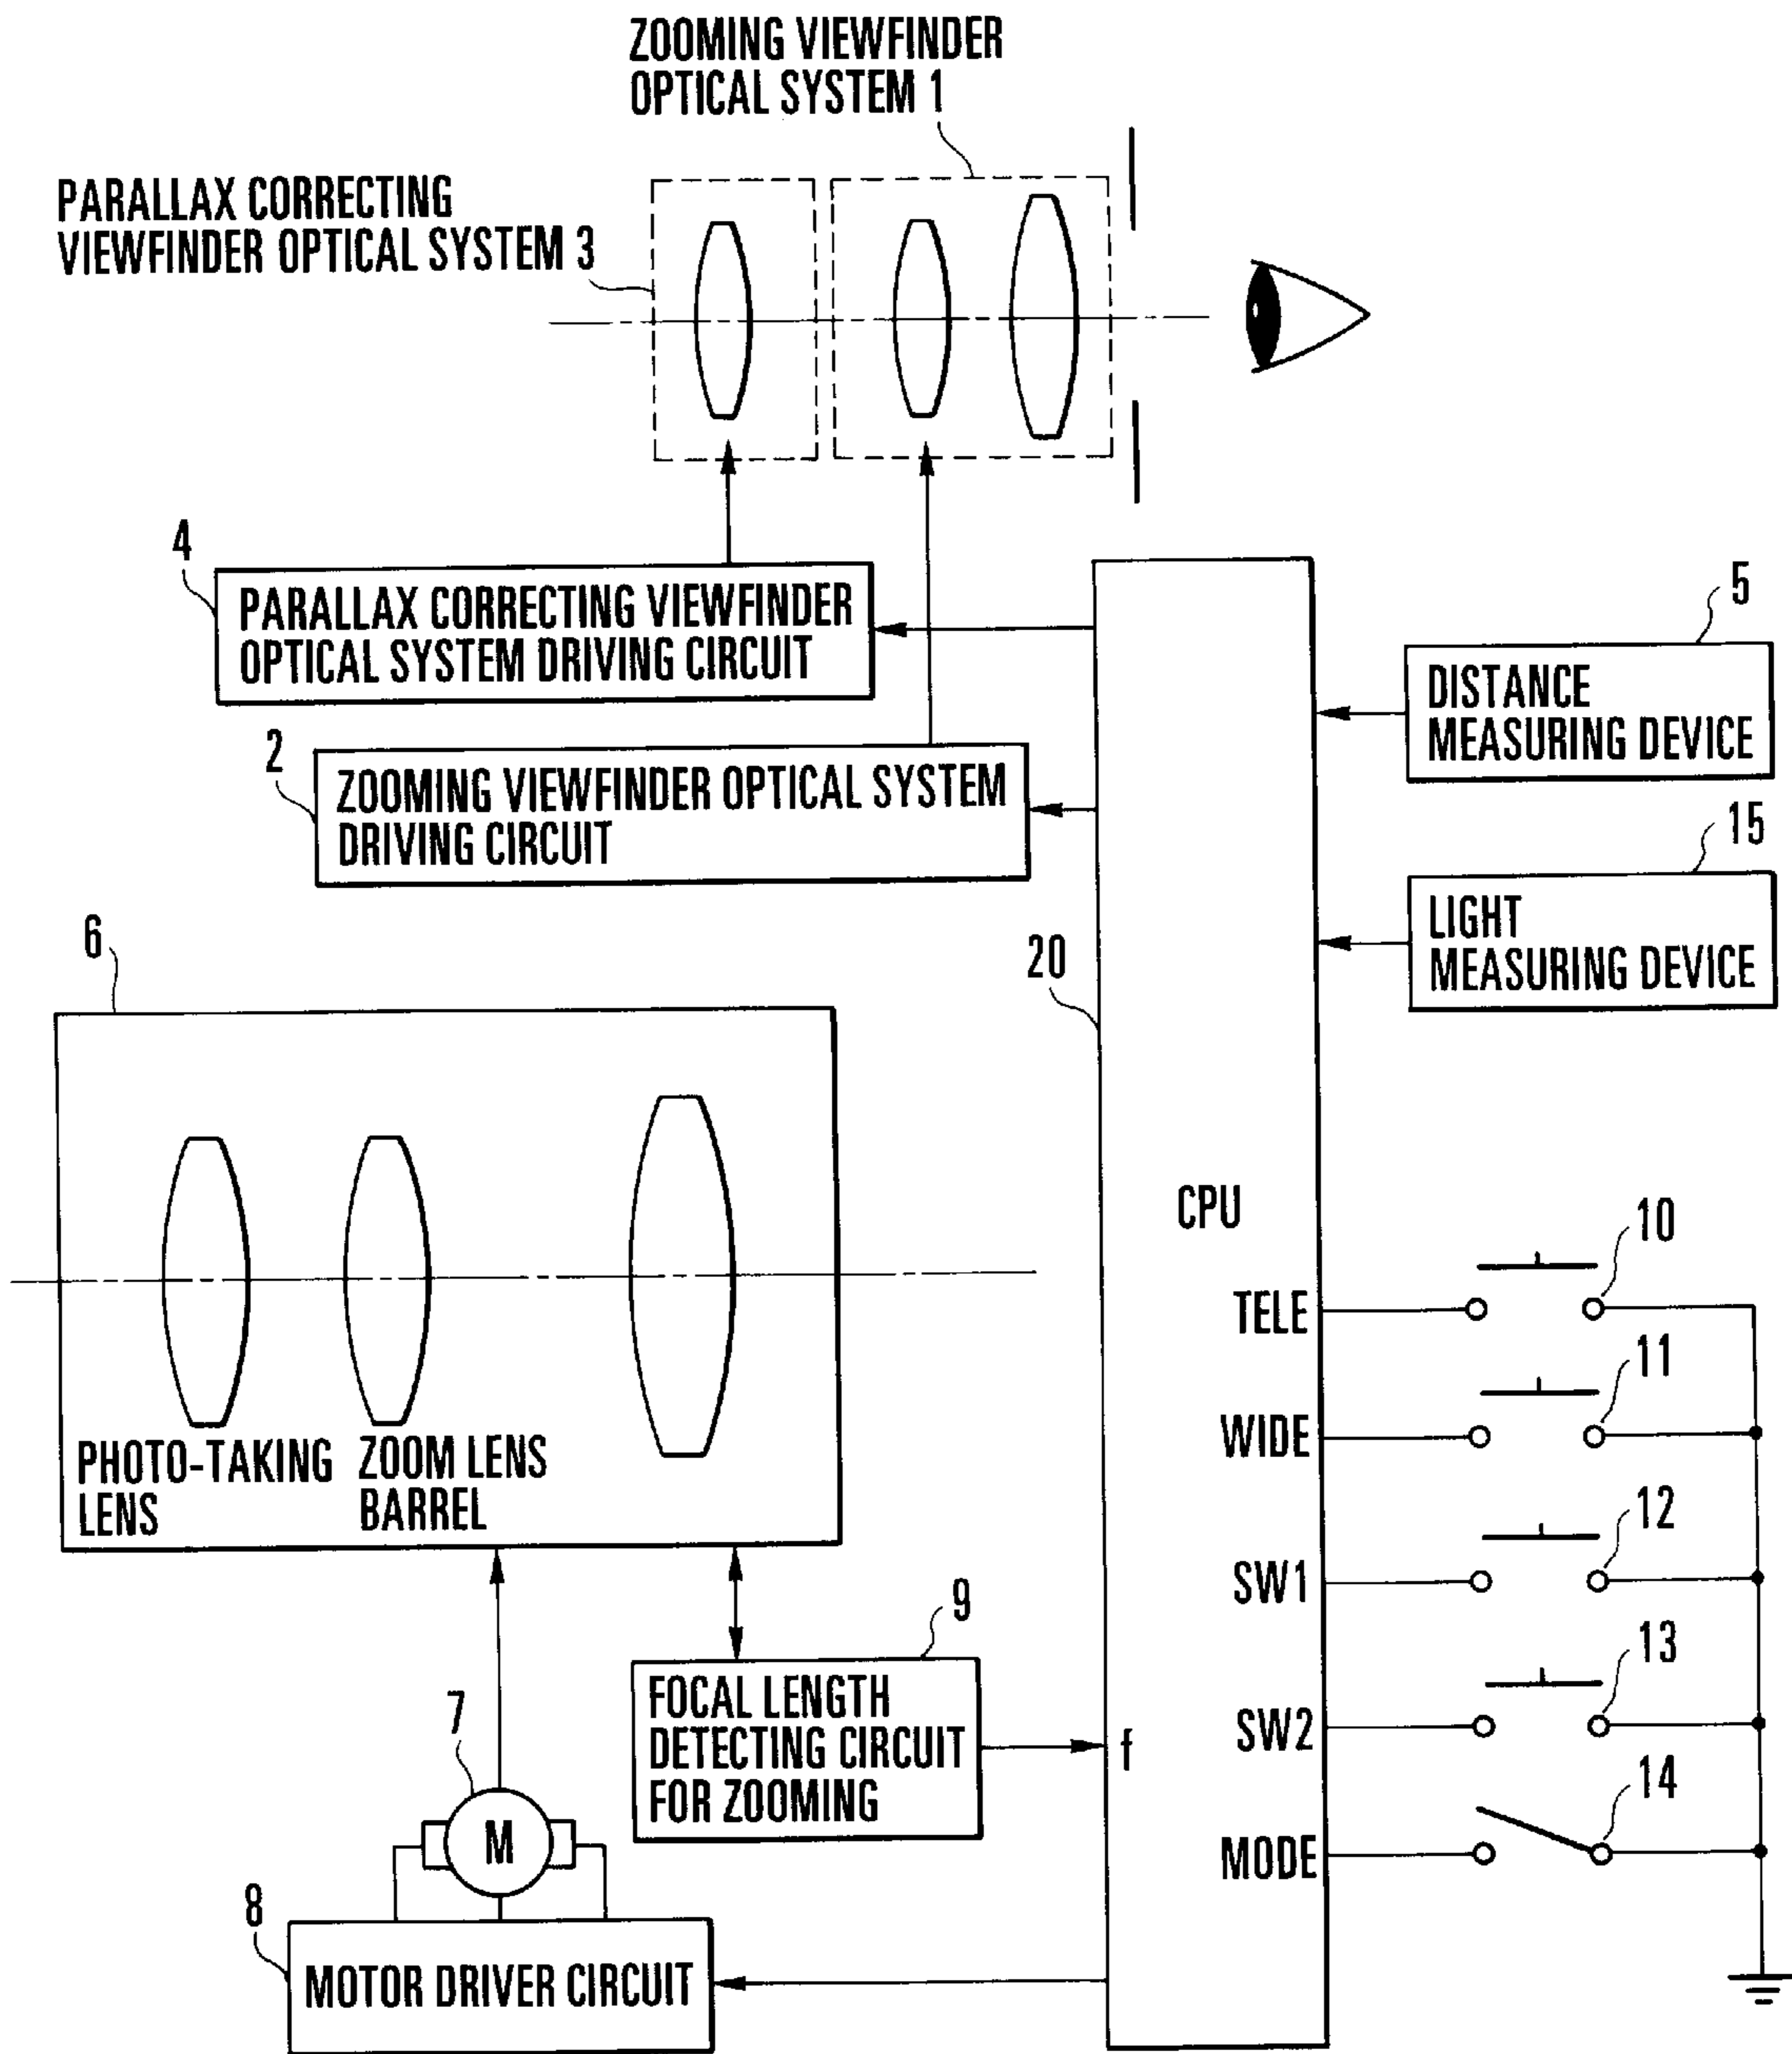 ZOOMING VIEWFINDER
OPTICAL SYSTEM 1
PARALLAX CORRECTING
VIEWFINDER OPTICAL SYSTEM 3
4
PARALLAX CORRECTING VIEWFINDER
OPTICAL SYSTEM DRIVING CIRCUIT
5
DISTANCE
MEASURING DEVICE
2
ZOOMING VIEWFINDER OPTICAL SYSTEM
DRIVING CIRCUIT
15
LIGHT
MEASURING DEVICE
6
20
CPU
PHOTO-TAKING
LENS
ZOOM LENS
BARREL
TELE
10
WIDE
11
SW1
12
SW2
13
MODE
14
9
FOCAL LENGTH
DETECTING CIRCUIT
FOR ZOOMING
f
7
M
8
MOTOR DRIVER CIRCUIT